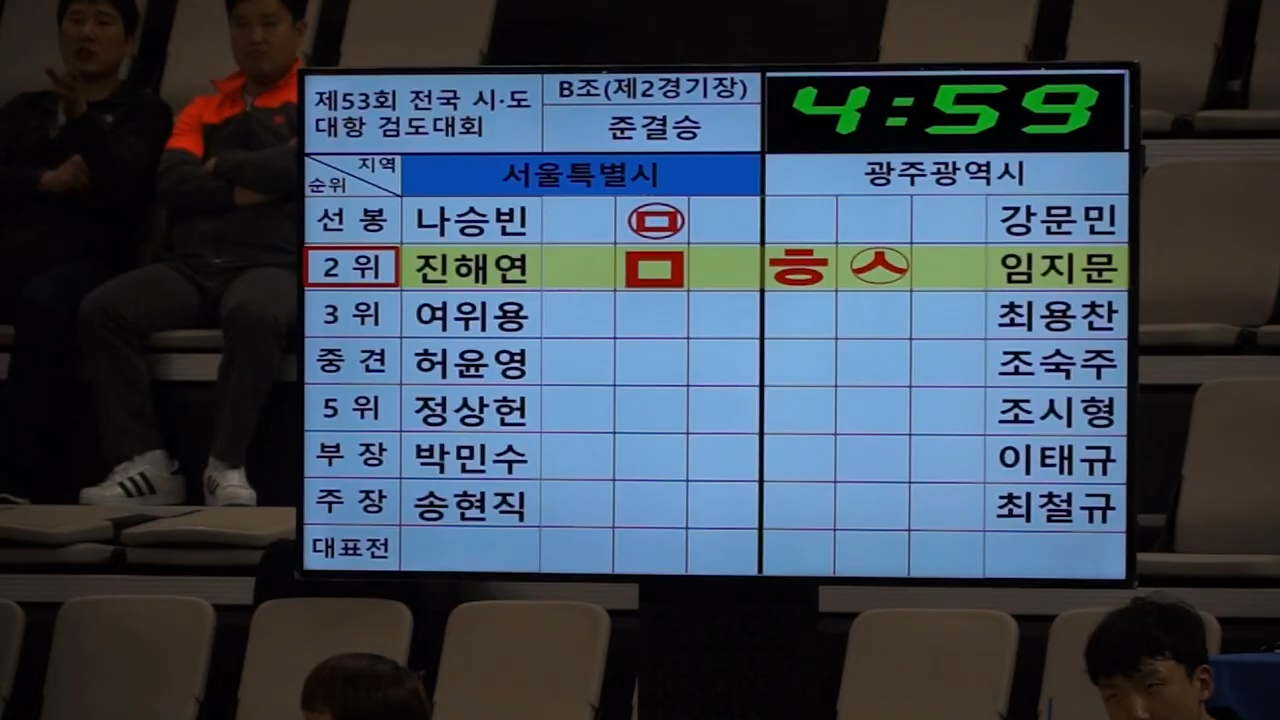 제53회 전국 시·도
대항 검도대회
B조(제2경기장)
준결승
4:59
지역
순위
서울특별시
광주광역시
선 봉 나승빈 ㅁ 강문민
2 위 진해연 ㅁ ㅎ ㅅ 임지문
3 위 여위용 최용찬
중 견 허윤영 조숙주
5 위 정상헌 조시형
부 장 박민수 이태규
주 장 송현직 최철규
대표전